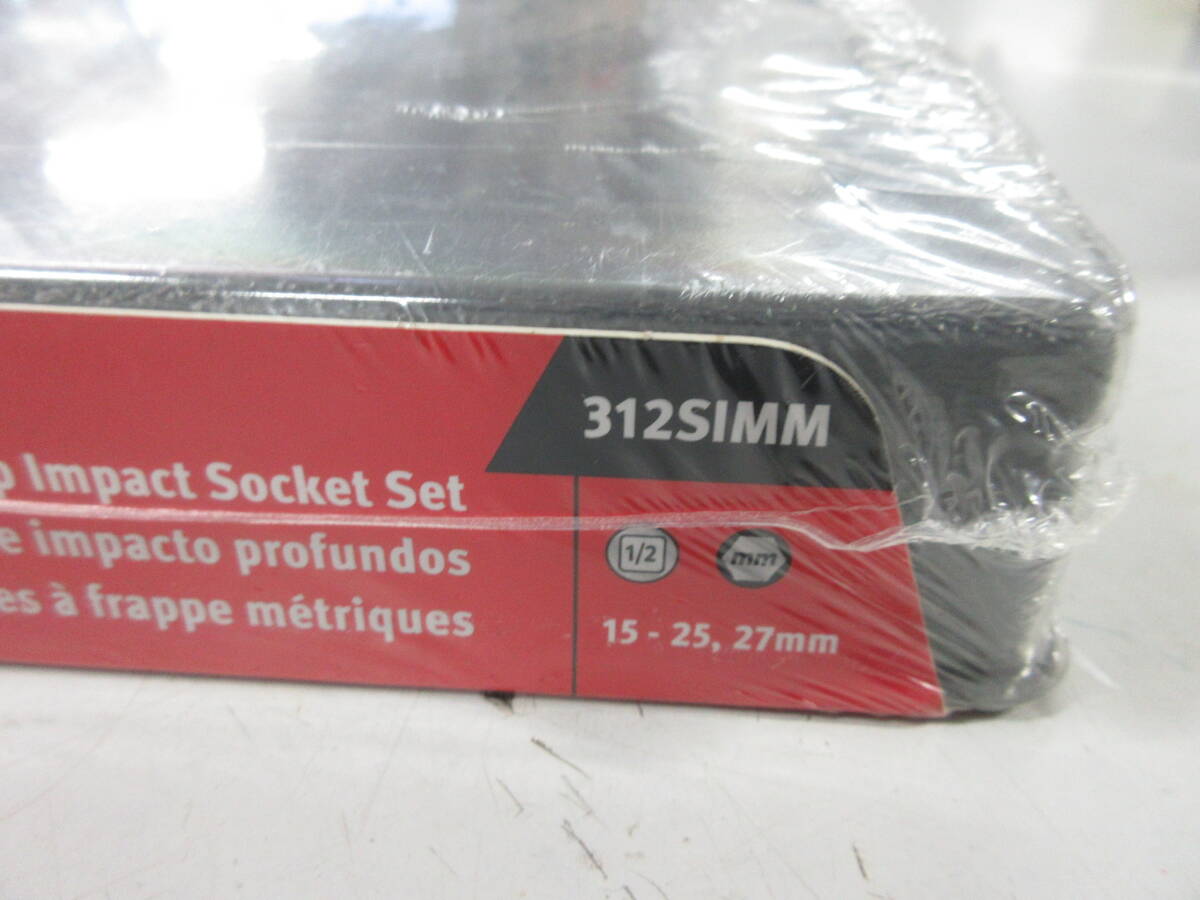 312SIMM
p Impact Socket Set
e impacto profundos
es à frappe métriques
1/2
mm
15 - 25, 27mm